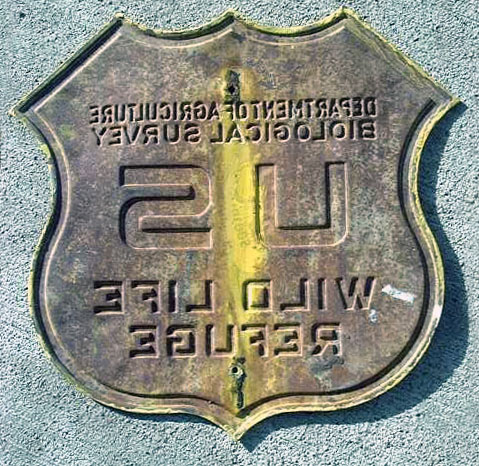 DEPARTMENT OF AGRICULTURE
BIOLOGICAL SURVEY
US
WILD LIFE
REFUGE